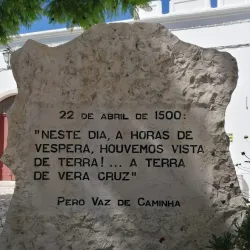 22 DE ABRIL DE 1500:
"NESTE DIA, A HORAS DE
VESPERA, HOUVEMOS VISTA
DE TERRA! ... A TERRA
DE VERA CRUZ"
PERO VAZ DE CAMINHA